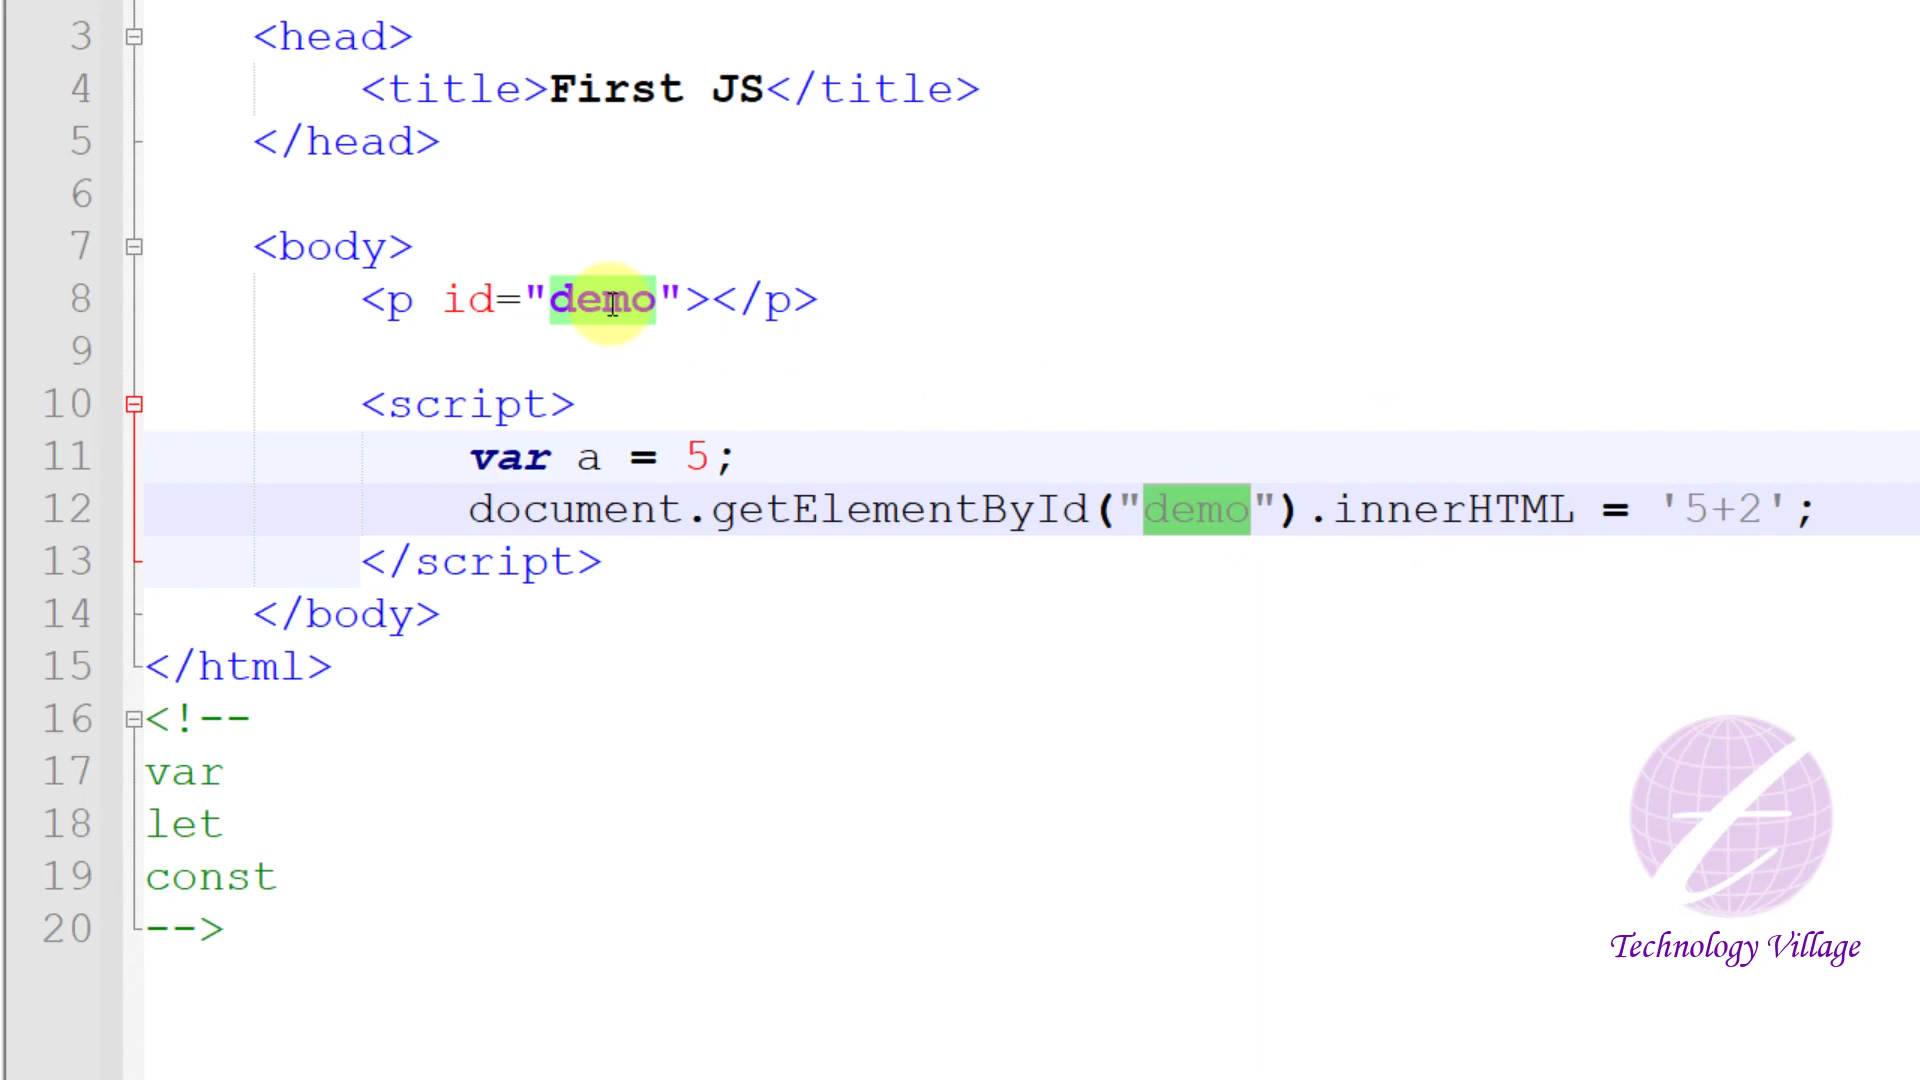 3 <head>
4 <title>First JS</title>
5 </head>
6
7 <body>
8 <p id="demo"></p>
9
10 <script>
11 var a = 5;
12 document.getElementById("demo").innerHTML = '5+2';
13 </script>
14 </body>
15 </html>
16 <!--
17 var
18 let
19 const
20 -->
Technology Village